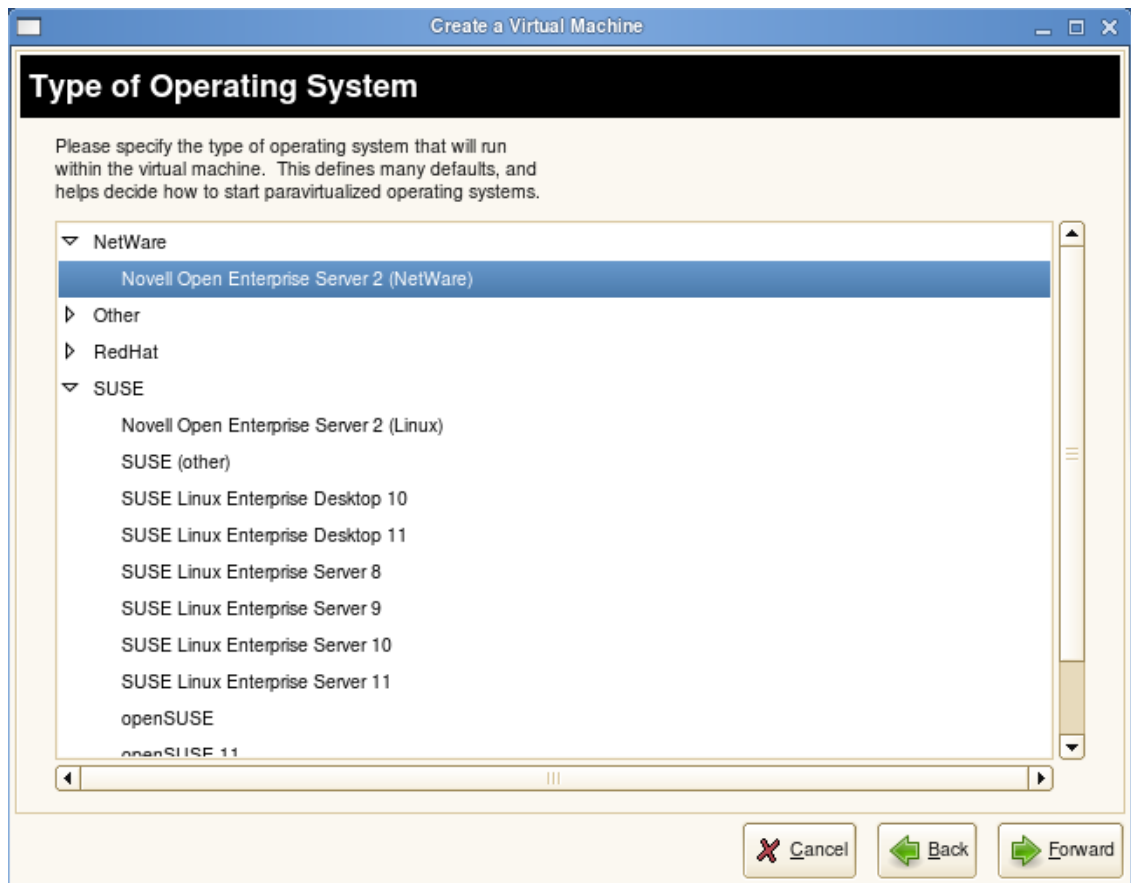 Create a Virtual Machine
Type of Operating System
Please specify the type of operating system that will run
within the virtual machine.  This defines many defaults, and
helps decide how to start paravirtualized operating systems.
NetWare
Novell Open Enterprise Server 2 (NetWare)
Other
RedHat
SUSE
Novell Open Enterprise Server 2 (Linux)
SUSE (other)
SUSE Linux Enterprise Desktop 10
SUSE Linux Enterprise Desktop 11
SUSE Linux Enterprise Server 8
SUSE Linux Enterprise Server 9
SUSE Linux Enterprise Server 10
SUSE Linux Enterprise Server 11
openSUSE
openSUSE 11
Cancel Back Forward